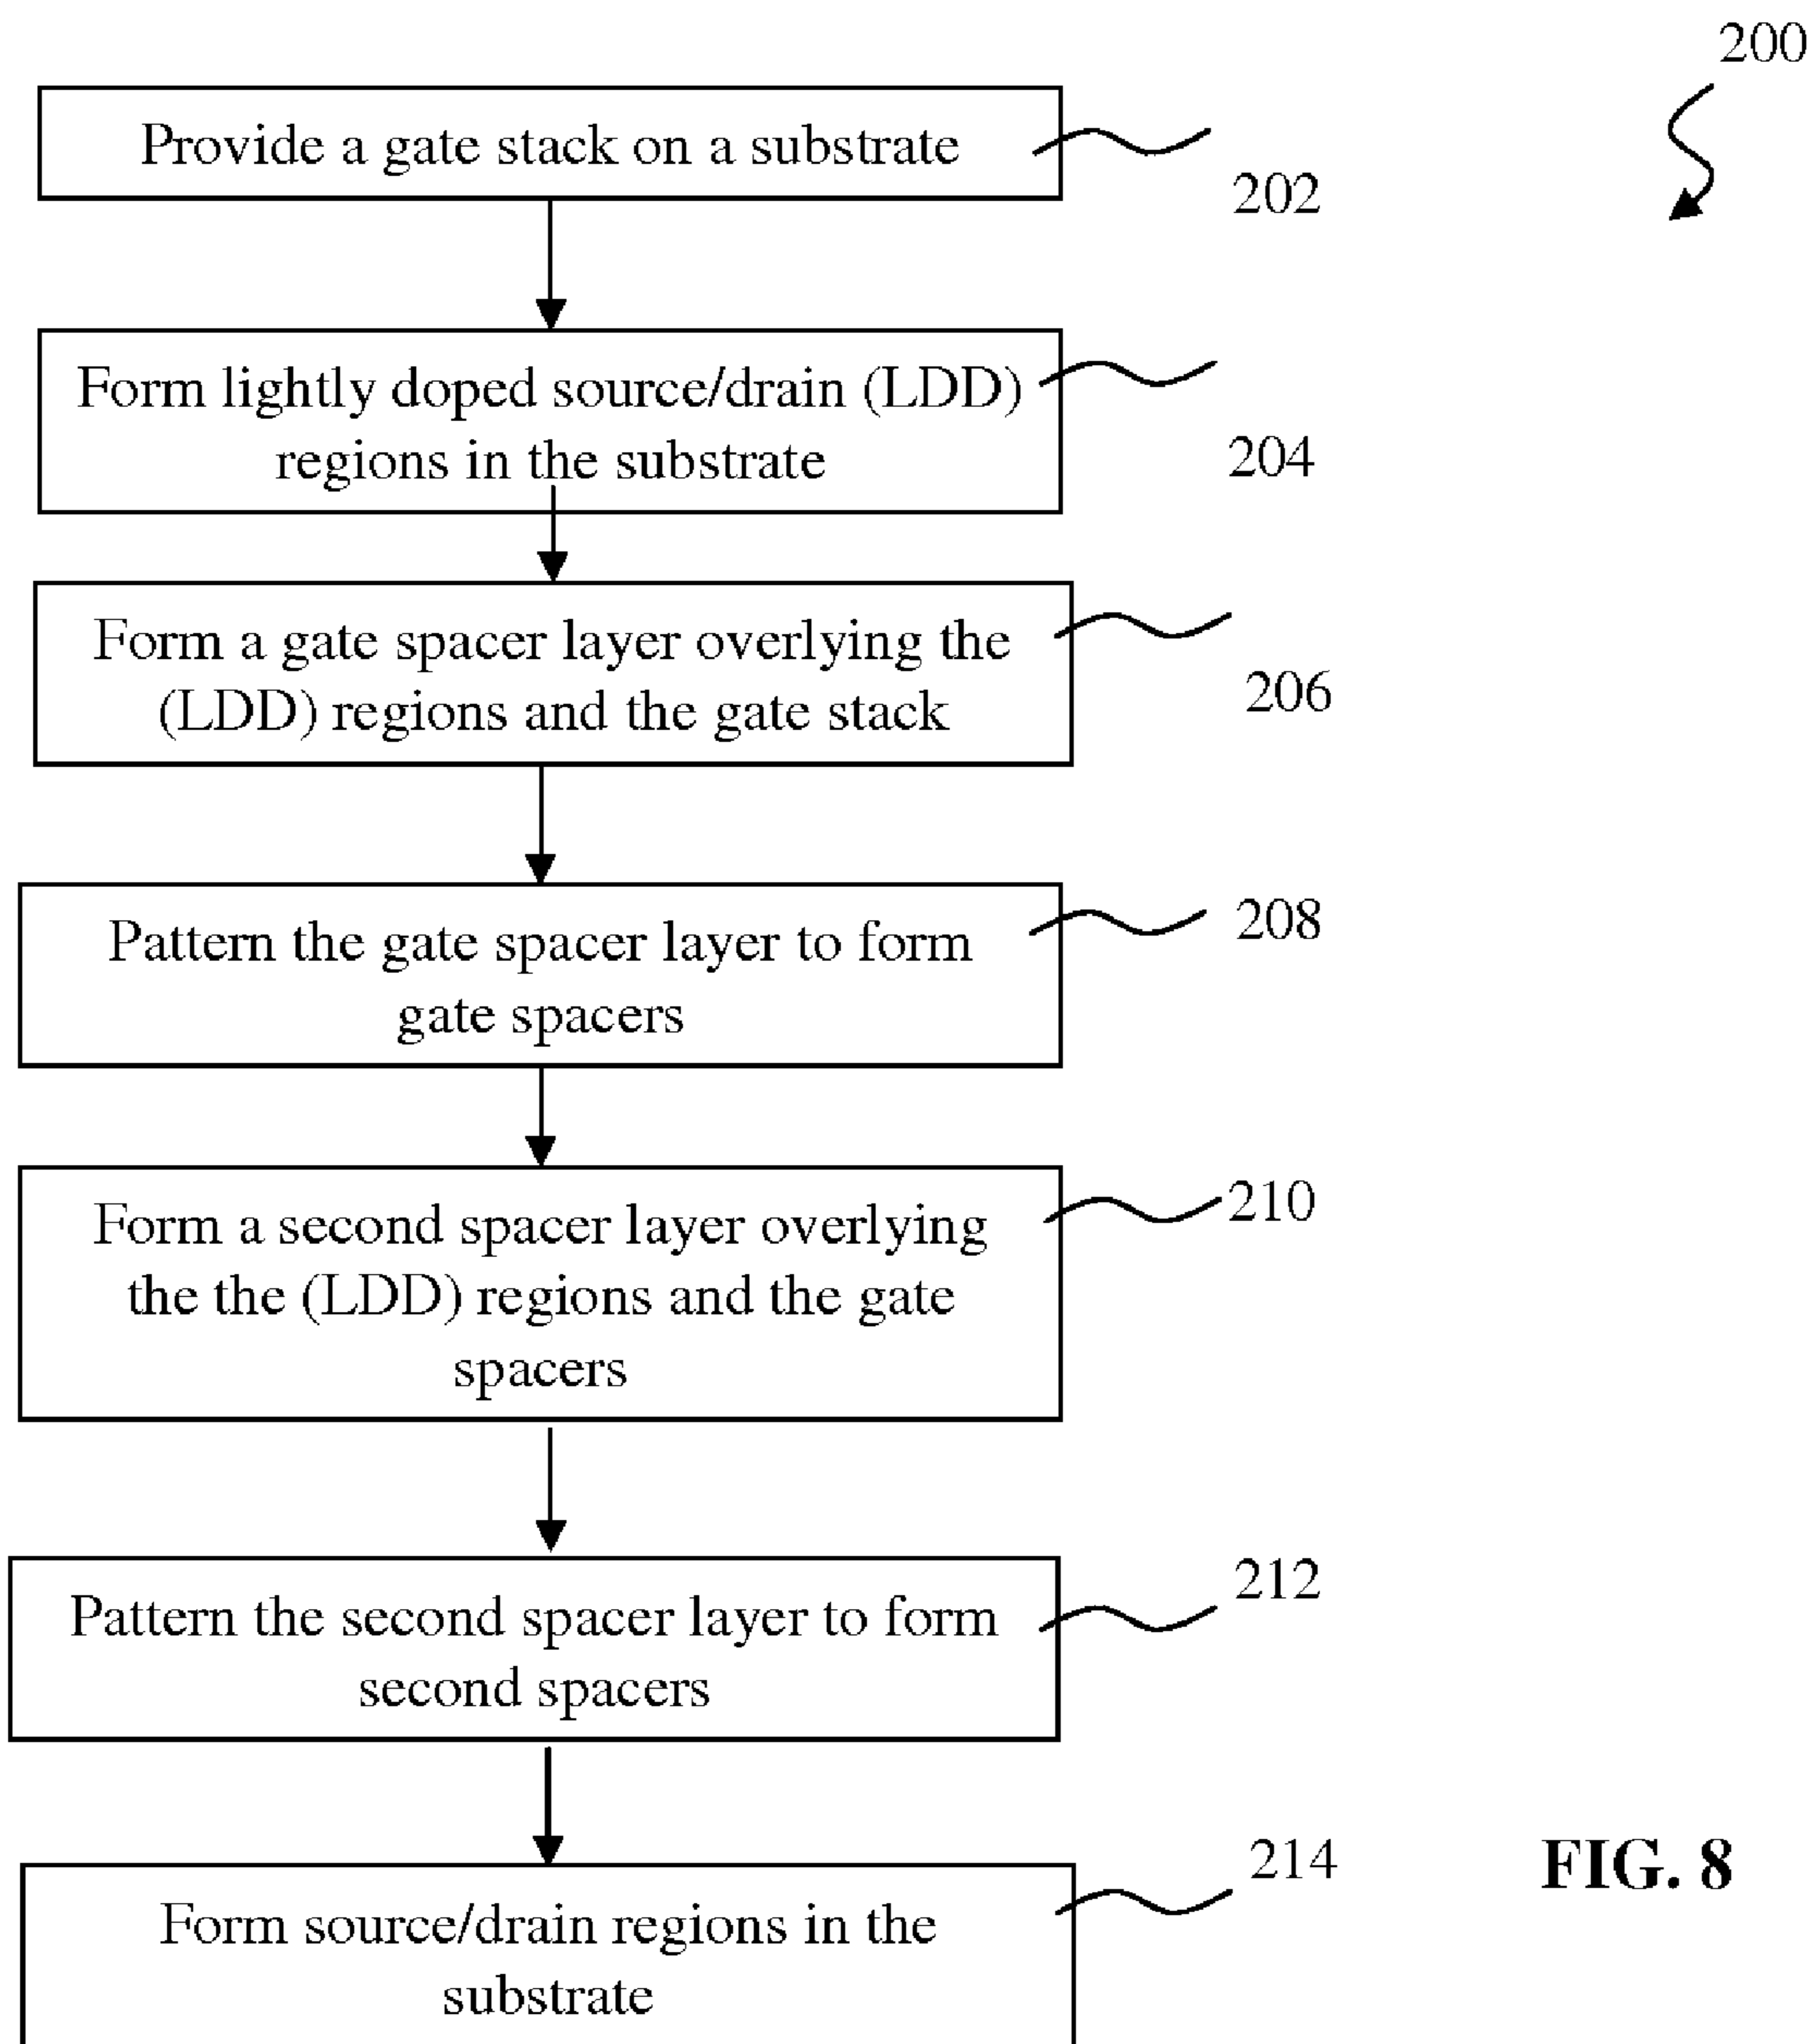 200
Provide a gate stack on a substrate
202
Form lightly doped source/drain (LDD)
regions in the substrate
204
Form a gate spacer layer overlying the
(LDD) regions and the gate stack
206
Pattern the gate spacer layer to form
gate spacers
208
Form a second spacer layer overlying
the the (LDD) regions and the gate
spacers
210
Pattern the second spacer layer to form
second spacers
212
Form source/drain regions in the
substrate
214
FIG. 8